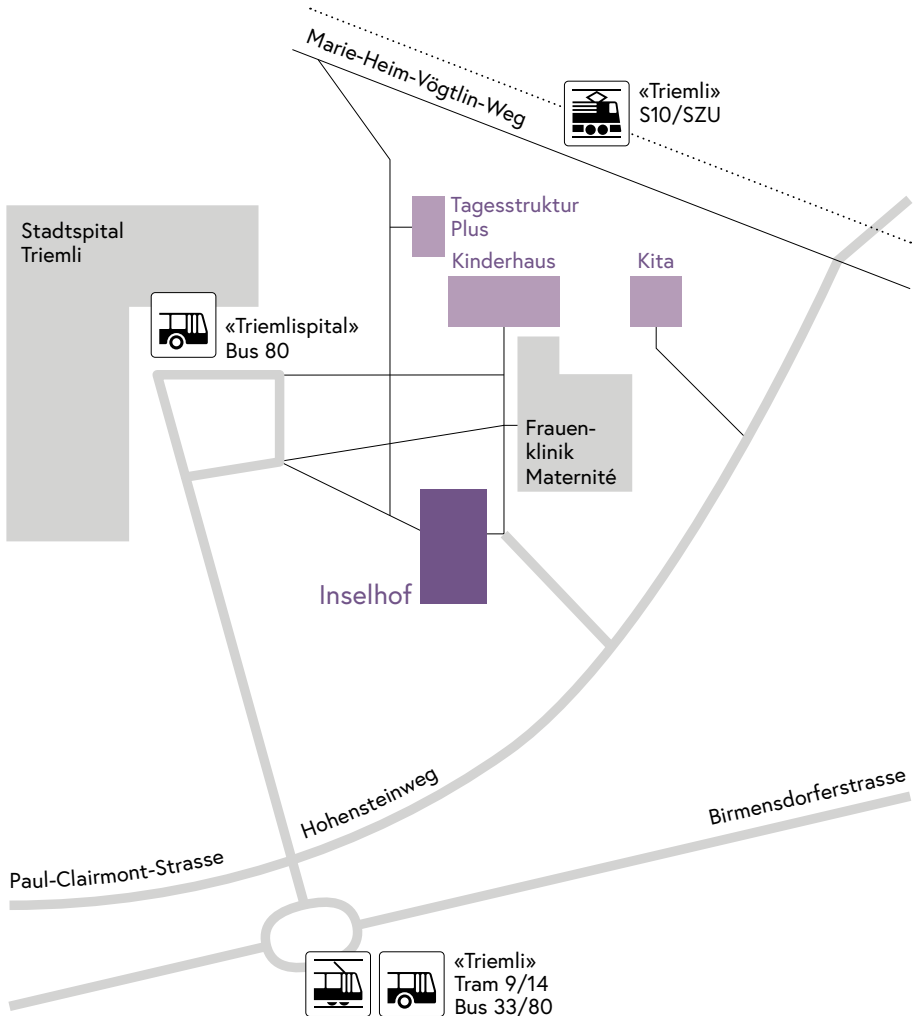 Marie-Heim-Vögtlin-Weg
«Triemli»
S10/SZU
Tagesstruktur
Plus
Stadtspital
Triemli
Kinderhaus
Kita
«Triemlispital»
Bus 80
Frauen-
klinik
Maternité
Inselhof
Hohensteinweg
Birmensdorferstrasse
Paul-Clairmont-Strasse
«Triemli»
Tram 9/14
Bus 33/80